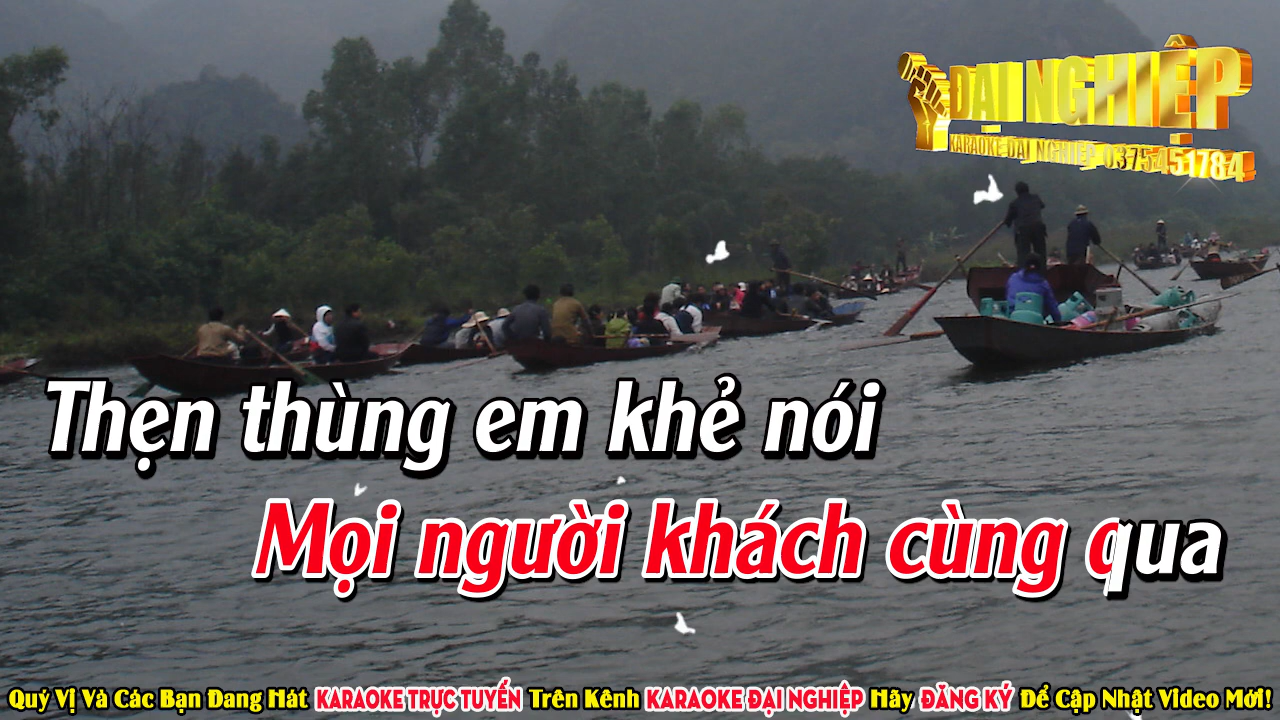 ĐẠI NGHIỆP
KARAOKE ĐẠI NGHIỆP 0375451784
Thẹn thùng em khẻ nói
Mọi người khách cùng qua
Quý Vị Và Các Bạn Đang Hát KARAOKE TRỰC TUYẾN Trên Kênh KARAOKE ĐẠI NGHIỆP Hãy ĐĂNG KÝ Để Cập Nhật Video Mới!